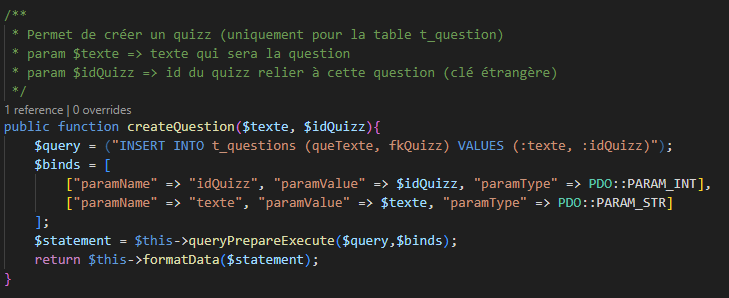 /**
 * Permet de créer un quizz (uniquement pour la table t_question)
 * param $texte => texte qui sera la question
 * param $idQuizz => id du quizz relier à cette question (clé étrangère)
 */
1 reference | 0 overrides
public function createQuestion($texte, $idQuizz){
    $query = ("INSERT INTO t_questions (queTexte, fkQuizz) VALUES (:texte, :idQuizz)");
    $binds = [
        ["paramName" => "idQuizz", "paramValue" => $idQuizz, "paramType" => PDO::PARAM_INT],
        ["paramName" => "texte", "paramValue" => $texte, "paramType" => PDO::PARAM_STR]
    ];
    $statement = $this->queryPrepareExecute($query,$binds);
    return $this->formatData($statement);
}